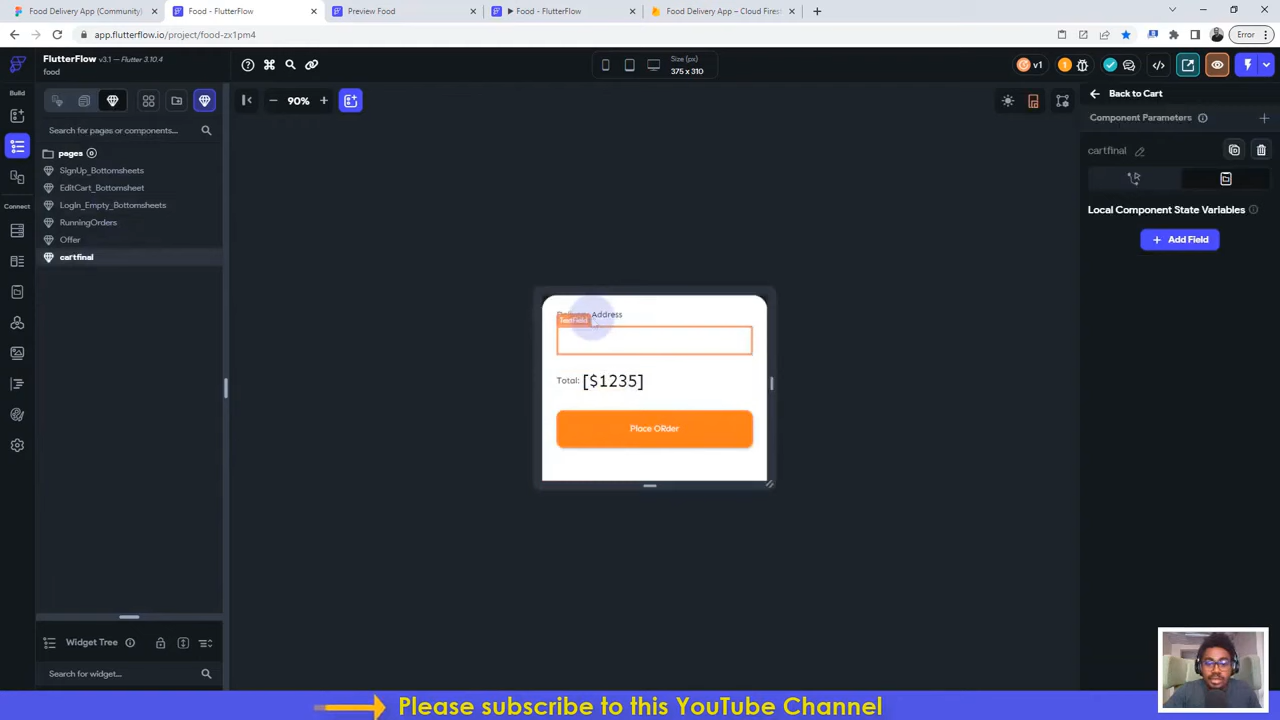 Food Delivery App (Community)
Food - FlutterFlow
Preview Food
Food - FlutterFlow
Food Delivery App – Cloud Fires
app.flutterflow.io/project/food-zx1pm4
Error
FlutterFlow v3.1 — Flutter 3.10.4
food
Size (px)
375 x 310
v1
1
Build
90%
Back to Cart
Search for pages or components...
Component Parameters
pages
cartfinal
SignUp_Bottomsheets
EditCart_Bottomsheet
LogIn_Empty_Bottomsheets
Connect
Local Component State Variables
RunningOrders
Offer
Add Field
cartfinal
Delivery Address
TextField
Total: [$1235]
Place ORder
Widget Tree
Search for widget...
Please subscribe to this YouTube Channel